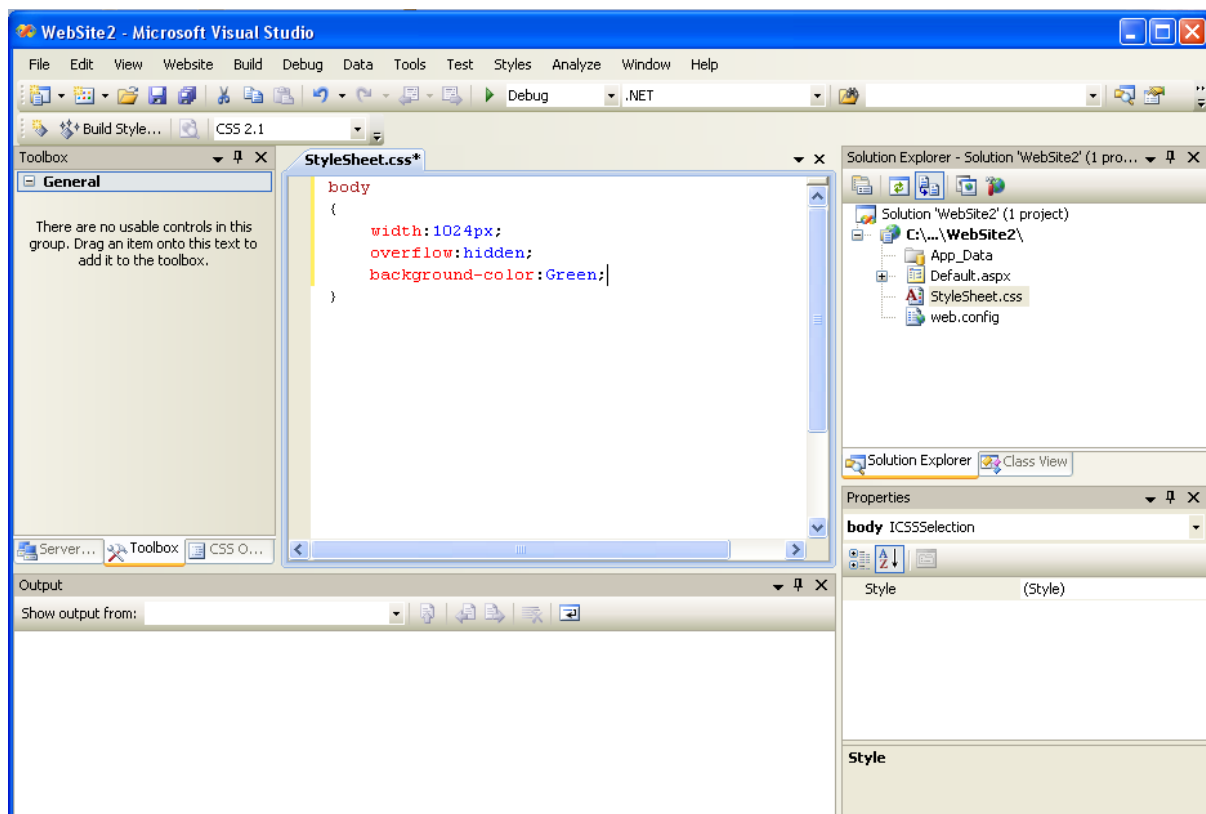 WebSite2 - Microsoft Visual Studio
File Edit View Website Build Debug Data Tools Test Styles Analyze Window Help
Debug .NET
Build Style... CSS 2.1
Toolbox
General
There are no usable controls in this
group. Drag an item onto this text to
add it to the toolbox.
Server... Toolbox CSS O...
StyleSheet.css*
body
{
width:1024px;
overflow:hidden;
background-color:Green;
}
Solution Explorer - Solution 'WebSite2' (1 pro...
Solution 'WebSite2' (1 project)
C:\...\WebSite2\
App_Data
Default.aspx
StyleSheet.css
web.config
Solution Explorer Class View
Properties
body ICSSSelection
Style (Style)
Style
Output
Show output from: